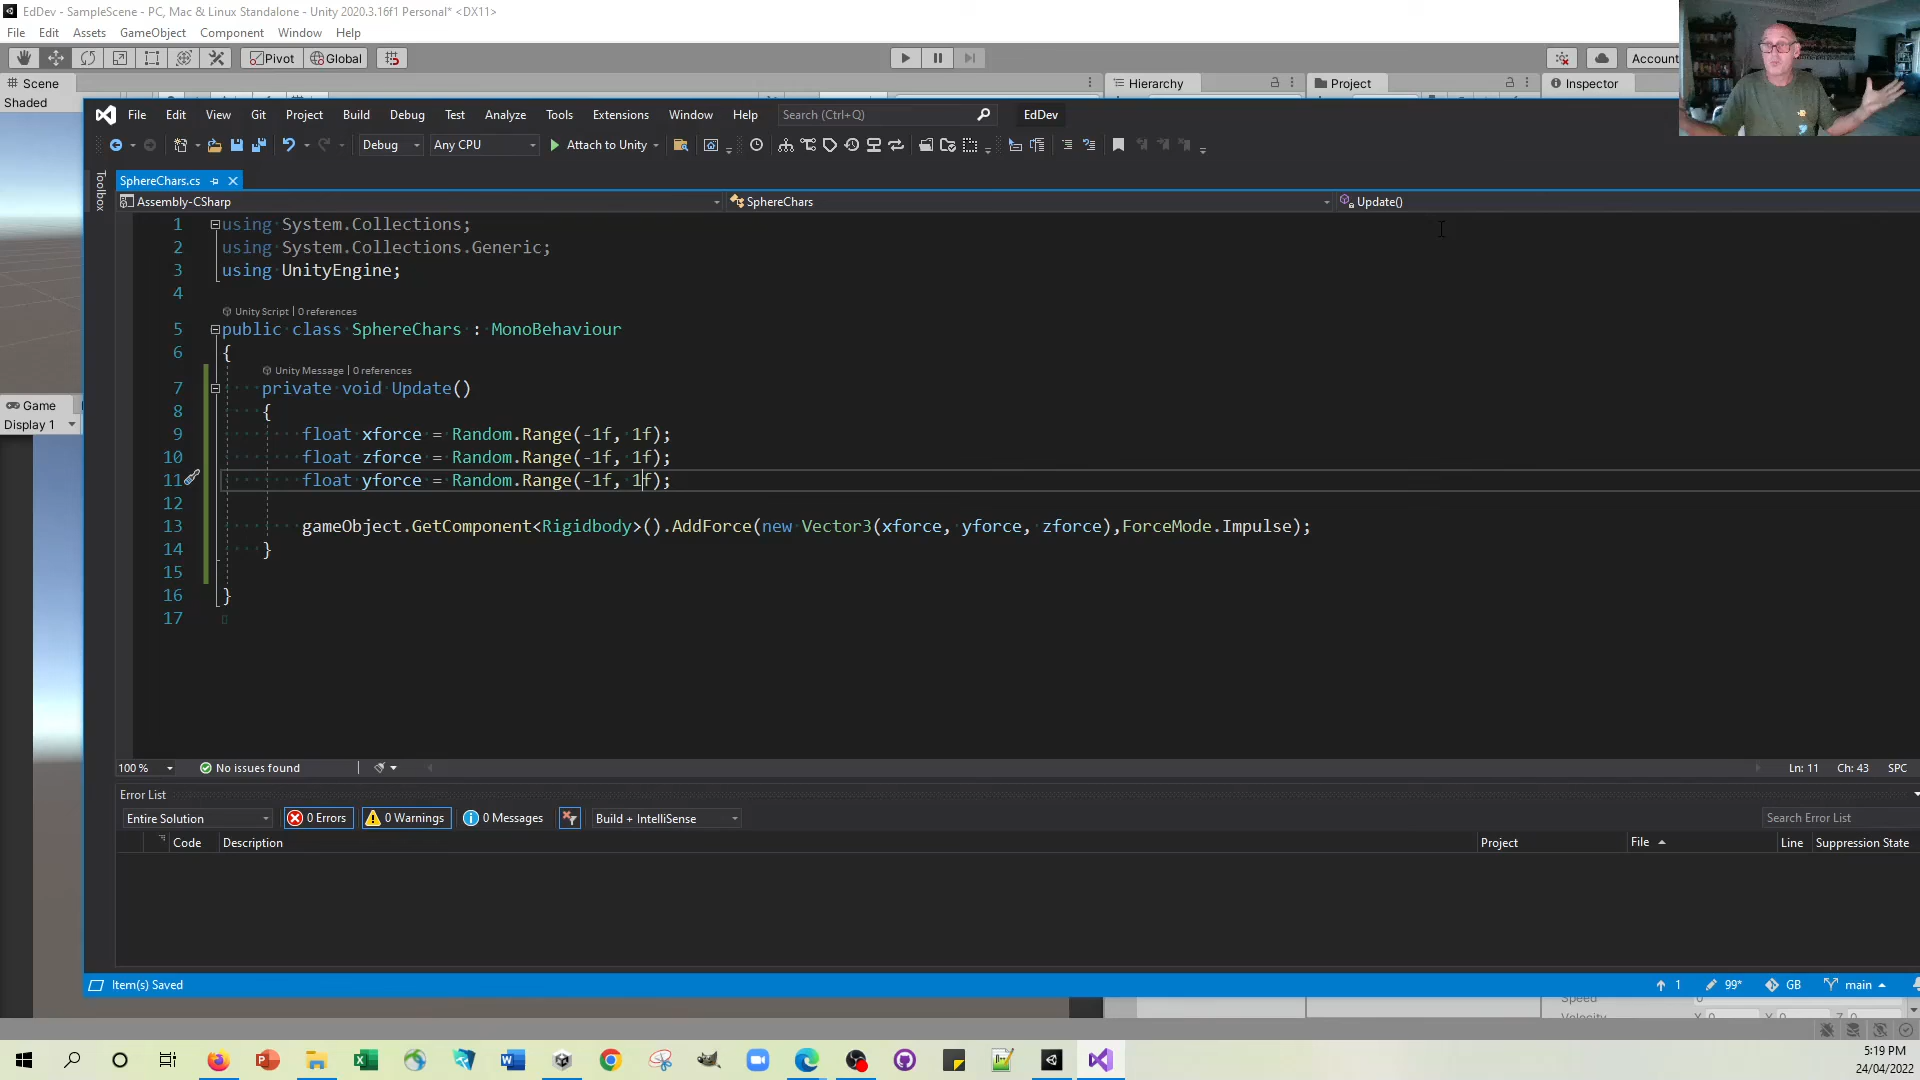 EdDev - SampleScene - PC, Mac & Linux Standalone - Unity 2020.3.16f1 Personal* <DX11>
File Edit Assets GameObject Component Window Help
Pivot Global Account
Scene Hierarchy Project Inspector
Shaded
File Edit View Git Project Build Debug Test Analyze Tools Extensions Window Help Search (Ctrl+Q) EdDev
Debug Any CPU Attach to Unity
Toolbox
SphereChars.cs
Assembly-CSharp SphereChars Update()
1 using System.Collections;
2 using System.Collections.Generic;
3 using UnityEngine;
4
Unity Script | 0 references
5 public class SphereChars : MonoBehaviour
6 {
Unity Message | 0 references
7 private void Update()
8 {
9 float xforce = Random.Range(-1f, 1f);
10 float zforce = Random.Range(-1f, 1f);
11 float yforce = Random.Range(-1f, 1f);
12
13 gameObject.GetComponent<Rigidbody>().AddForce(new Vector3(xforce, yforce, zforce),ForceMode.Impulse);
14 }
15
16 }
17
Game
Display 1
100 % No issues found Ln: 11 Ch: 43 SPC
Error List
Entire Solution 0 Errors 0 Warnings 0 Messages Build + IntelliSense Search Error List
Code Description Project File Line Suppression State
Item(s) Saved 1 99* GB main
Speed 0
Velocity X 0 Y 0 Z 0
5:19 PM
24/04/2022